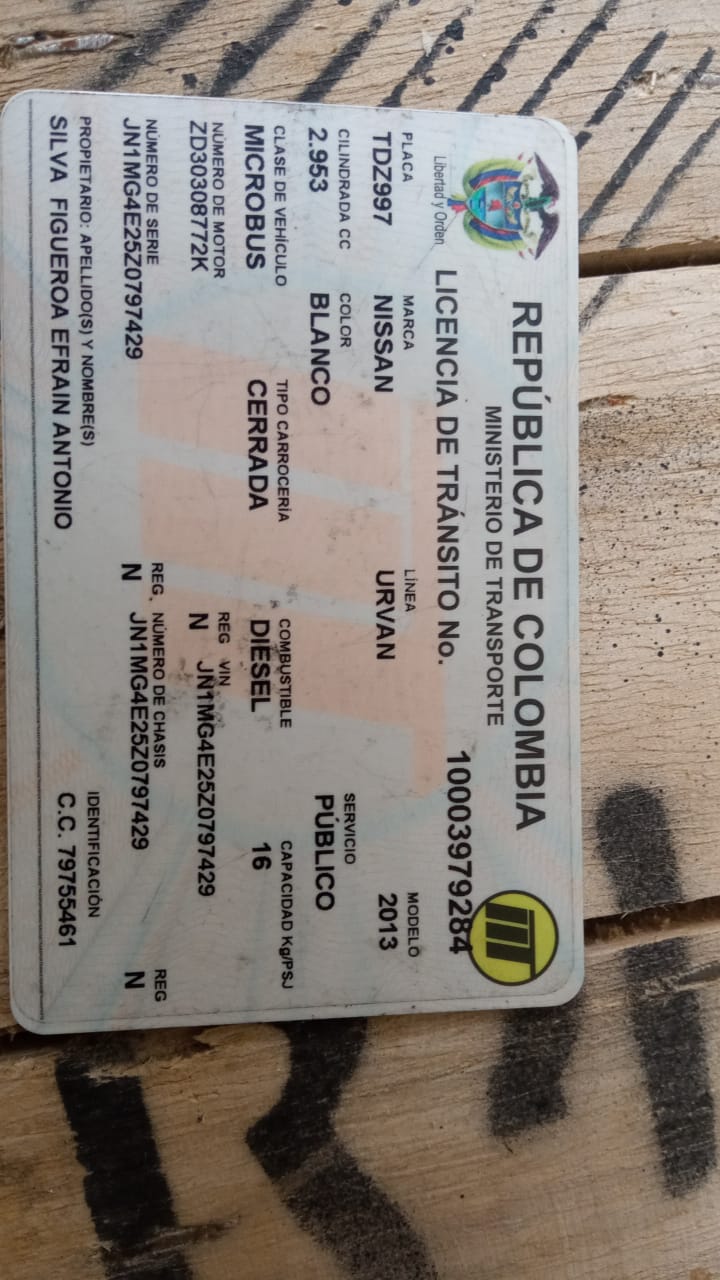 REPÚBLICA DE COLOMBIA
MINISTERIO DE TRANSPORTE
Libertad y Orden
LICENCIA DE TRÁNSITO No. 10003979284
PLACA MARCA LÍNEA MODELO
TDZ997 NISSAN URVAN 2013
CILINDRADA CC COLOR SERVICIO
2.953 BLANCO PÚBLICO
CLASE DE VEHÍCULO TIPO CARROCERÍA COMBUSTIBLE CAPACIDAD Kg/PSJ
MICROBUS CERRADA DIESEL 16
NÚMERO DE MOTOR REG VIN
ZD30308772K N JN1MG4E25Z0797429
NÚMERO DE SERIE REG. NÚMERO DE CHASIS REG
JN1MG4E25Z0797429 N JN1MG4E25Z0797429 N
PROPIETARIO: APELLIDO(S) Y NOMBRE(S) IDENTIFICACIÓN
SILVA FIGUEROA EFRAIN ANTONIO C.C. 79755461